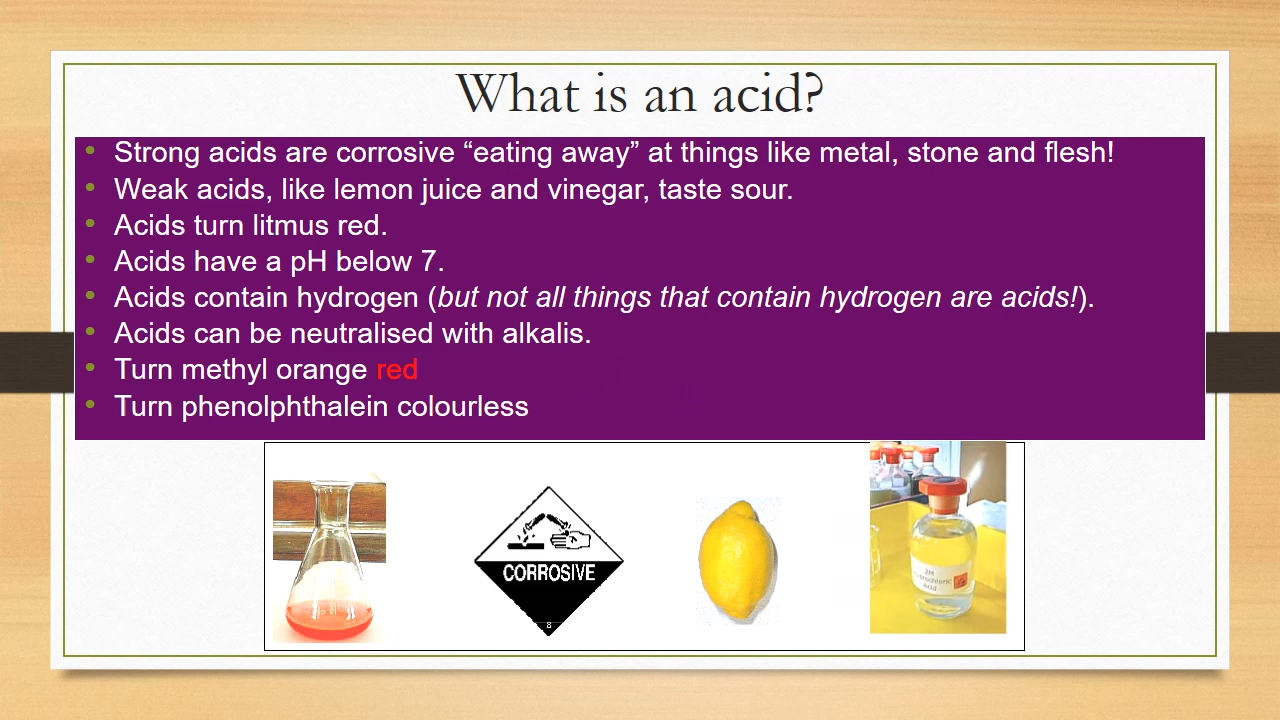 What is an acid?
• Strong acids are corrosive “eating away” at things like metal, stone and flesh!
• Weak acids, like lemon juice and vinegar, taste sour.
• Acids turn litmus red.
• Acids have a pH below 7.
• Acids contain hydrogen (but not all things that contain hydrogen are acids!).
• Acids can be neutralised with alkalis.
• Turn methyl orange red
• Turn phenolphthalein colourless
CORROSIVE
8
2M
Hydrochloric
Acid